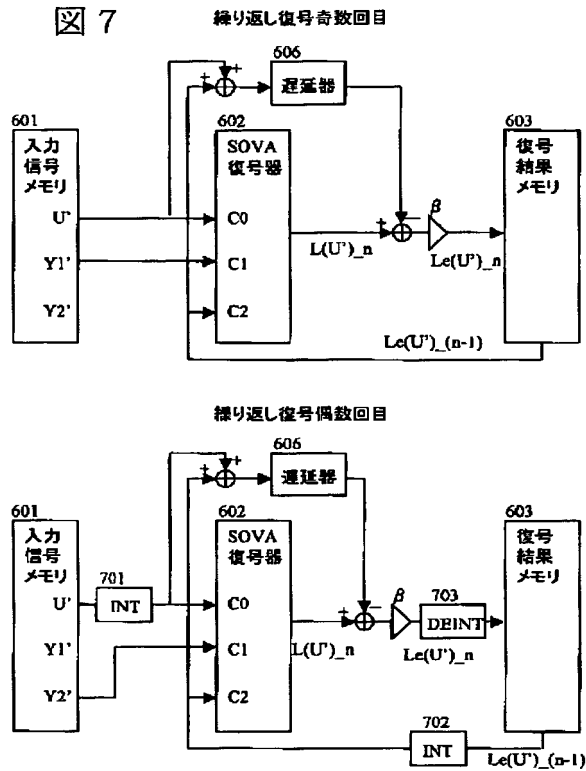 図 7
繰り返し復号奇数回目
606
遅延器
601
入力
信号
メモリ
U'
Y1'
Y2'
602
SOVA
復号器
C0
C1
C2
603
復号
結果
メモリ
+
+
+
−
β
L(U')_n
Le(U')_n
Le(U')_(n-1)
繰り返し復号偶数回目
606
遅延器
601
入力
信号
メモリ
701
INT
U'
Y1'
Y2'
602
SOVA
復号器
C0
C1
C2
603
復号
結果
メモリ
+
+
+
−
β
703
DEINT
L(U')_n
Le(U')_n
702
INT
Le(U')_(n-1)